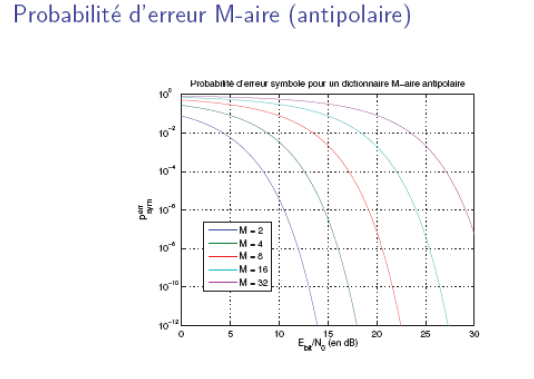 Probabilité d'erreur M-aire (antipolaire)
Probabilité d'erreur symbole pour un dictionnaire M-aire antipolaire
10^0
10^-2
10^-4
10^-6
10^-8
10^-10
10^-12
p^err_sym
M = 2
M = 4
M = 8
M = 16
M = 32
0 5 10 15 20 25 30
E_bit/N_0 (en dB)